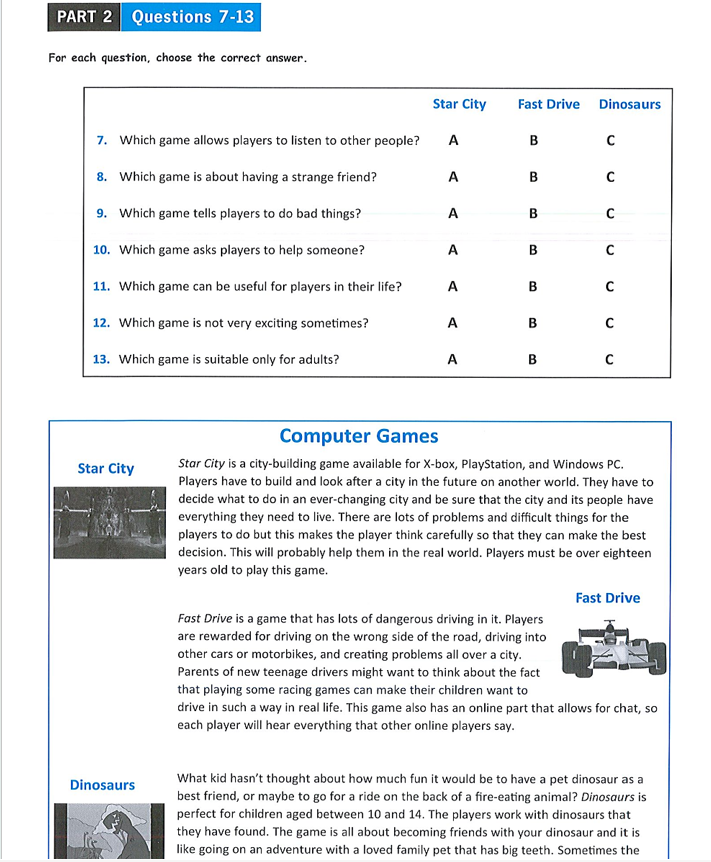 PART 2 Questions 7-13
For each question, choose the correct answer.
Star City Fast Drive Dinosaurs
7. Which game allows players to listen to other people? A B C
8. Which game is about having a strange friend? A B C
9. Which game tells players to do bad things? A B C
10. Which game asks players to help someone? A B C
11. Which game can be useful for players in their life? A B C
12. Which game is not very exciting sometimes? A B C
13. Which game is suitable only for adults? A B C
Computer Games
Star City
Star City is a city-building game available for X-box, PlayStation, and Windows PC.
Players have to build and look after a city in the future on another world. They have to
decide what to do in an ever-changing city and be sure that the city and its people have
everything they need to live. There are lots of problems and difficult things for the
players to do but this makes the player think carefully so that they can make the best
decision. This will probably help them in the real world. Players must be over eighteen
years old to play this game.
Fast Drive
Fast Drive is a game that has lots of dangerous driving in it. Players
are rewarded for driving on the wrong side of the road, driving into
other cars or motorbikes, and creating problems all over a city.
Parents of new teenage drivers might want to think about the fact
that playing some racing games can make their children want to
drive in such a way in real life. This game also has an online part that allows for chat, so
each player will hear everything that other online players say.
Dinosaurs
What kid hasn't thought about how much fun it would be to have a pet dinosaur as a
best friend, or maybe to go for a ride on the back of a fire-eating animal? Dinosaurs is
perfect for children aged between 10 and 14. The players work with dinosaurs that
they have found. The game is all about becoming friends with your dinosaur and it is
like going on an adventure with a loved family pet that has big teeth. Sometimes the